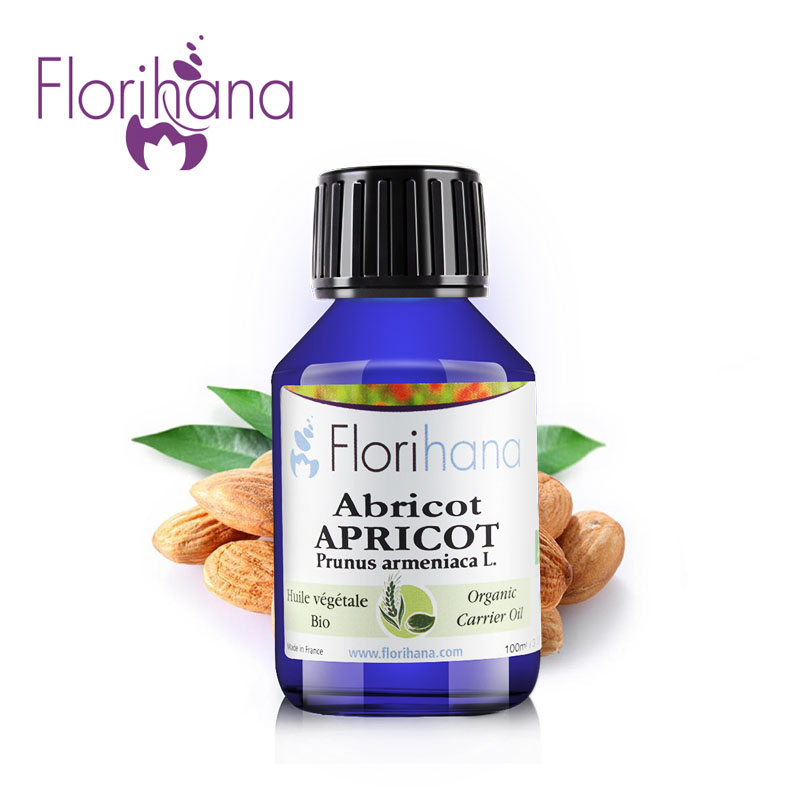 Florihana
Florihana
Abricot
APRICOT
Prunus armeniaca L.
Huile végétale
Bio
Organic
Carrier Oil
Made in France
www.florihana.com
100ml